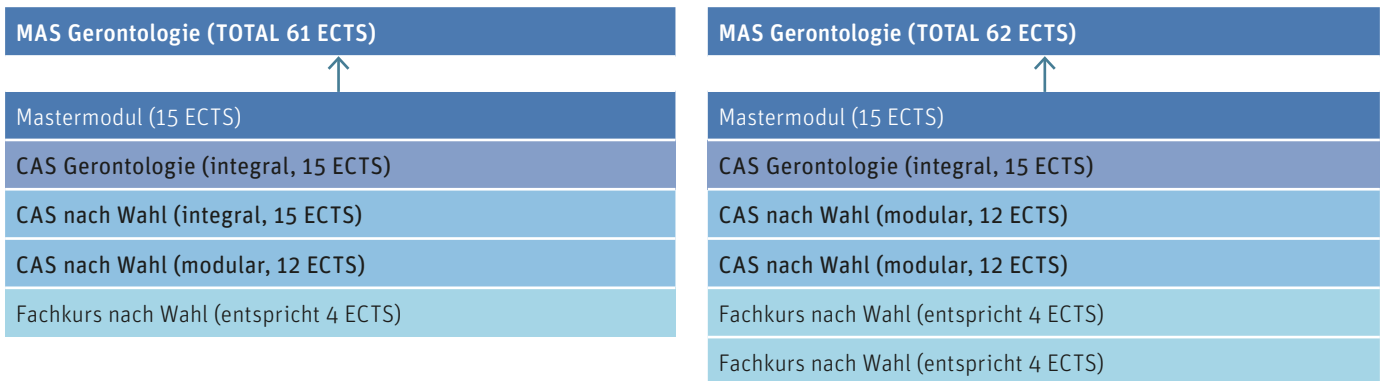 MAS Gerontologie (TOTAL 61 ECTS)
Mastermodul (15 ECTS)
CAS Gerontologie (integral, 15 ECTS)
CAS nach Wahl (integral, 15 ECTS)
CAS nach Wahl (modular, 12 ECTS)
Fachkurs nach Wahl (entspricht 4 ECTS)
MAS Gerontologie (TOTAL 62 ECTS)
Mastermodul (15 ECTS)
CAS Gerontologie (integral, 15 ECTS)
CAS nach Wahl (modular, 12 ECTS)
CAS nach Wahl (modular, 12 ECTS)
Fachkurs nach Wahl (entspricht 4 ECTS)
Fachkurs nach Wahl (entspricht 4 ECTS)